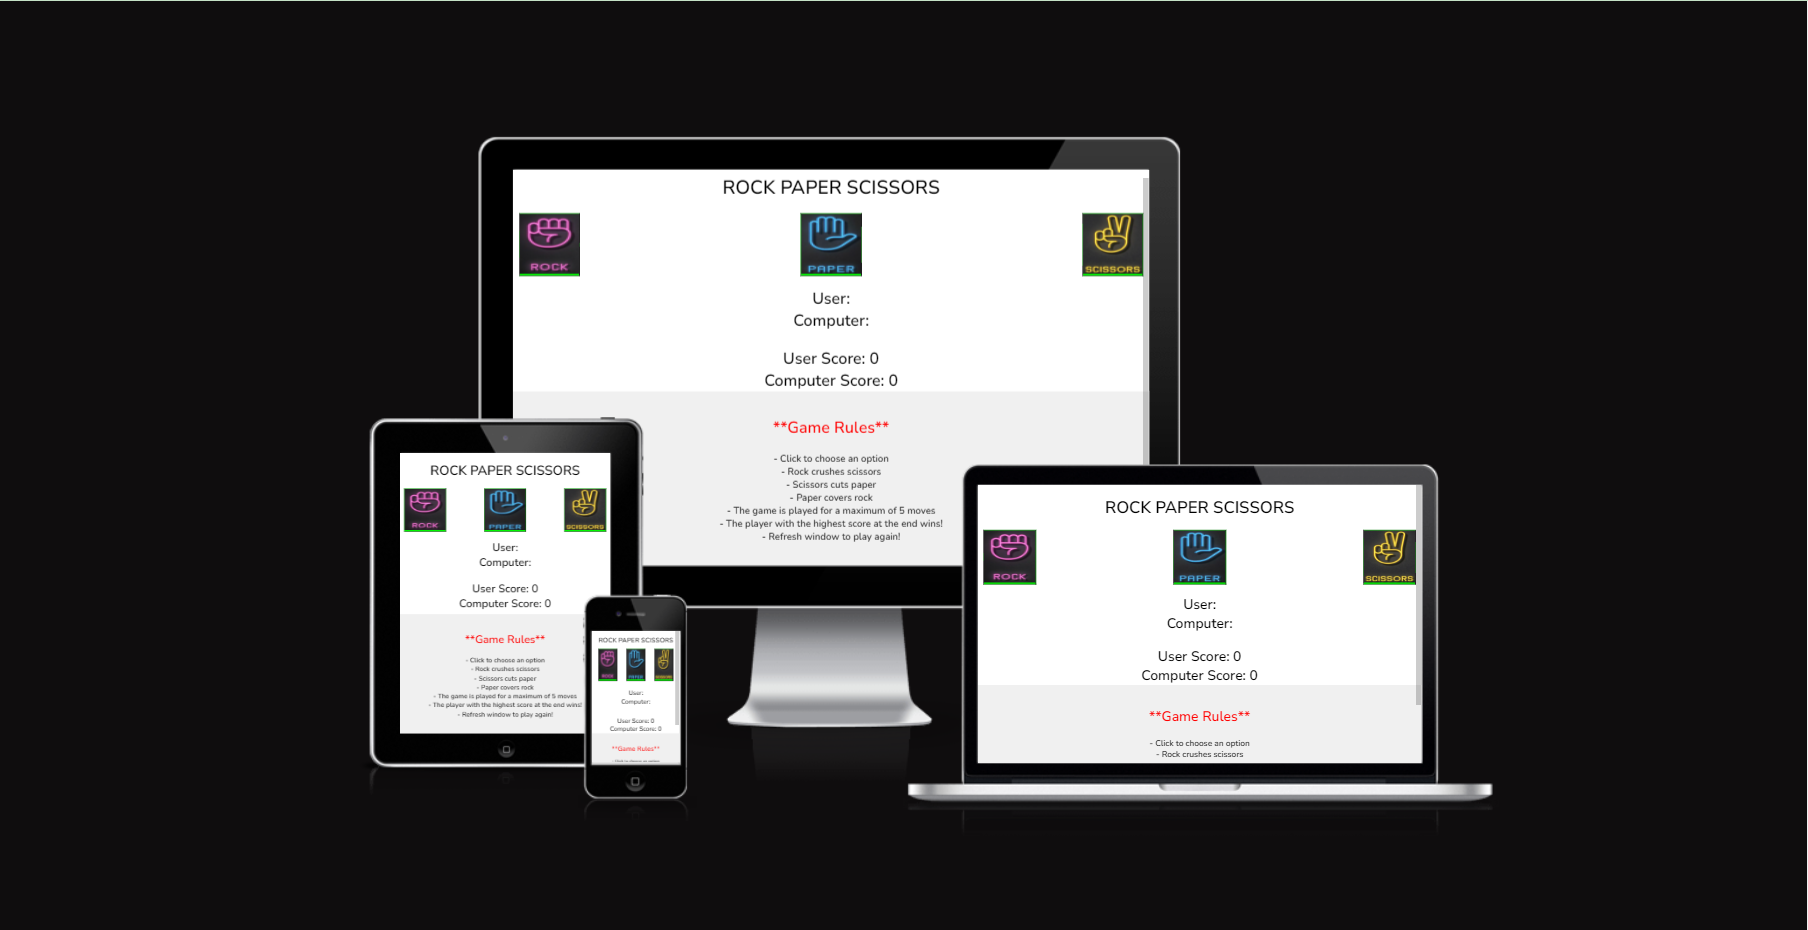 ROCK PAPER SCISSORS
ROCK
PAPER
SCISSORS
User:
Computer:
User Score: 0
Computer Score: 0
**Game Rules**
- Click to choose an option
- Rock crushes scissors
- Scissors cuts paper
- Paper covers rock
- The game is played for a maximum of 5 moves
- The player with the highest score at the end wins!
- Refresh window to play again!
ROCK PAPER SCISSORS
ROCK
PAPER
SCISSORS
User:
Computer:
User Score: 0
Computer Score: 0
**Game Rules**
- Click to choose an option
- Rock crushes scissors
- Scissors cuts paper
- Paper covers rock
- The game is played for a maximum of 5 moves
- The player with the highest score at the end wins!
- Refresh window to play again!
ROCK PAPER SCISSORS
ROCK
PAPER
SCISSORS
User:
Computer:
User Score: 0
Computer Score: 0
**Game Rules**
ROCK PAPER SCISSORS
ROCK
PAPER
SCISSORS
User:
Computer:
User Score: 0
Computer Score: 0
**Game Rules**
- Click to choose an option
- Rock crushes scissors